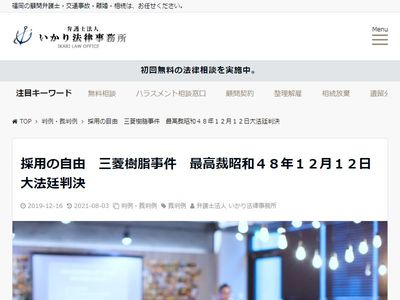 福岡の顧問弁護士・交通事故・離婚・相続は、お任せください。
弁護士法人
いかり法律事務所
IKARI LAW OFFICE
初回無料の法律相談を実施中。
注目キーワード 無料相談 ハラスメント相談窓口 顧問契約 整理解雇 相続放棄 遺留分
TOP > 判例・裁判例 > 採用の自由 三菱樹脂事件 最高裁昭和48年12月12日大法廷判決
採用の自由 三菱樹脂事件 最高裁昭和48年12月12日
大法廷判決
2019-12-16 2021-08-03 判例・裁判例 裁判例 弁護士法人 いかり法律事務所